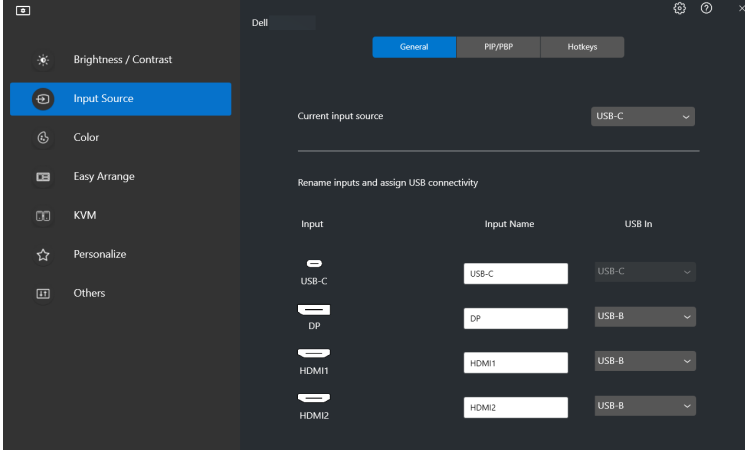 Dell
General PIP/PBP Hotkeys
Brightness / Contrast
Input Source
Color
Easy Arrange
KVM
Personalize
Others
Current input source USB-C
Rename inputs and assign USB connectivity
Input Input Name USB In
USB-C USB-C USB-C
DP DP USB-B
HDMI1 HDMI1 USB-B
HDMI2 HDMI2 USB-B